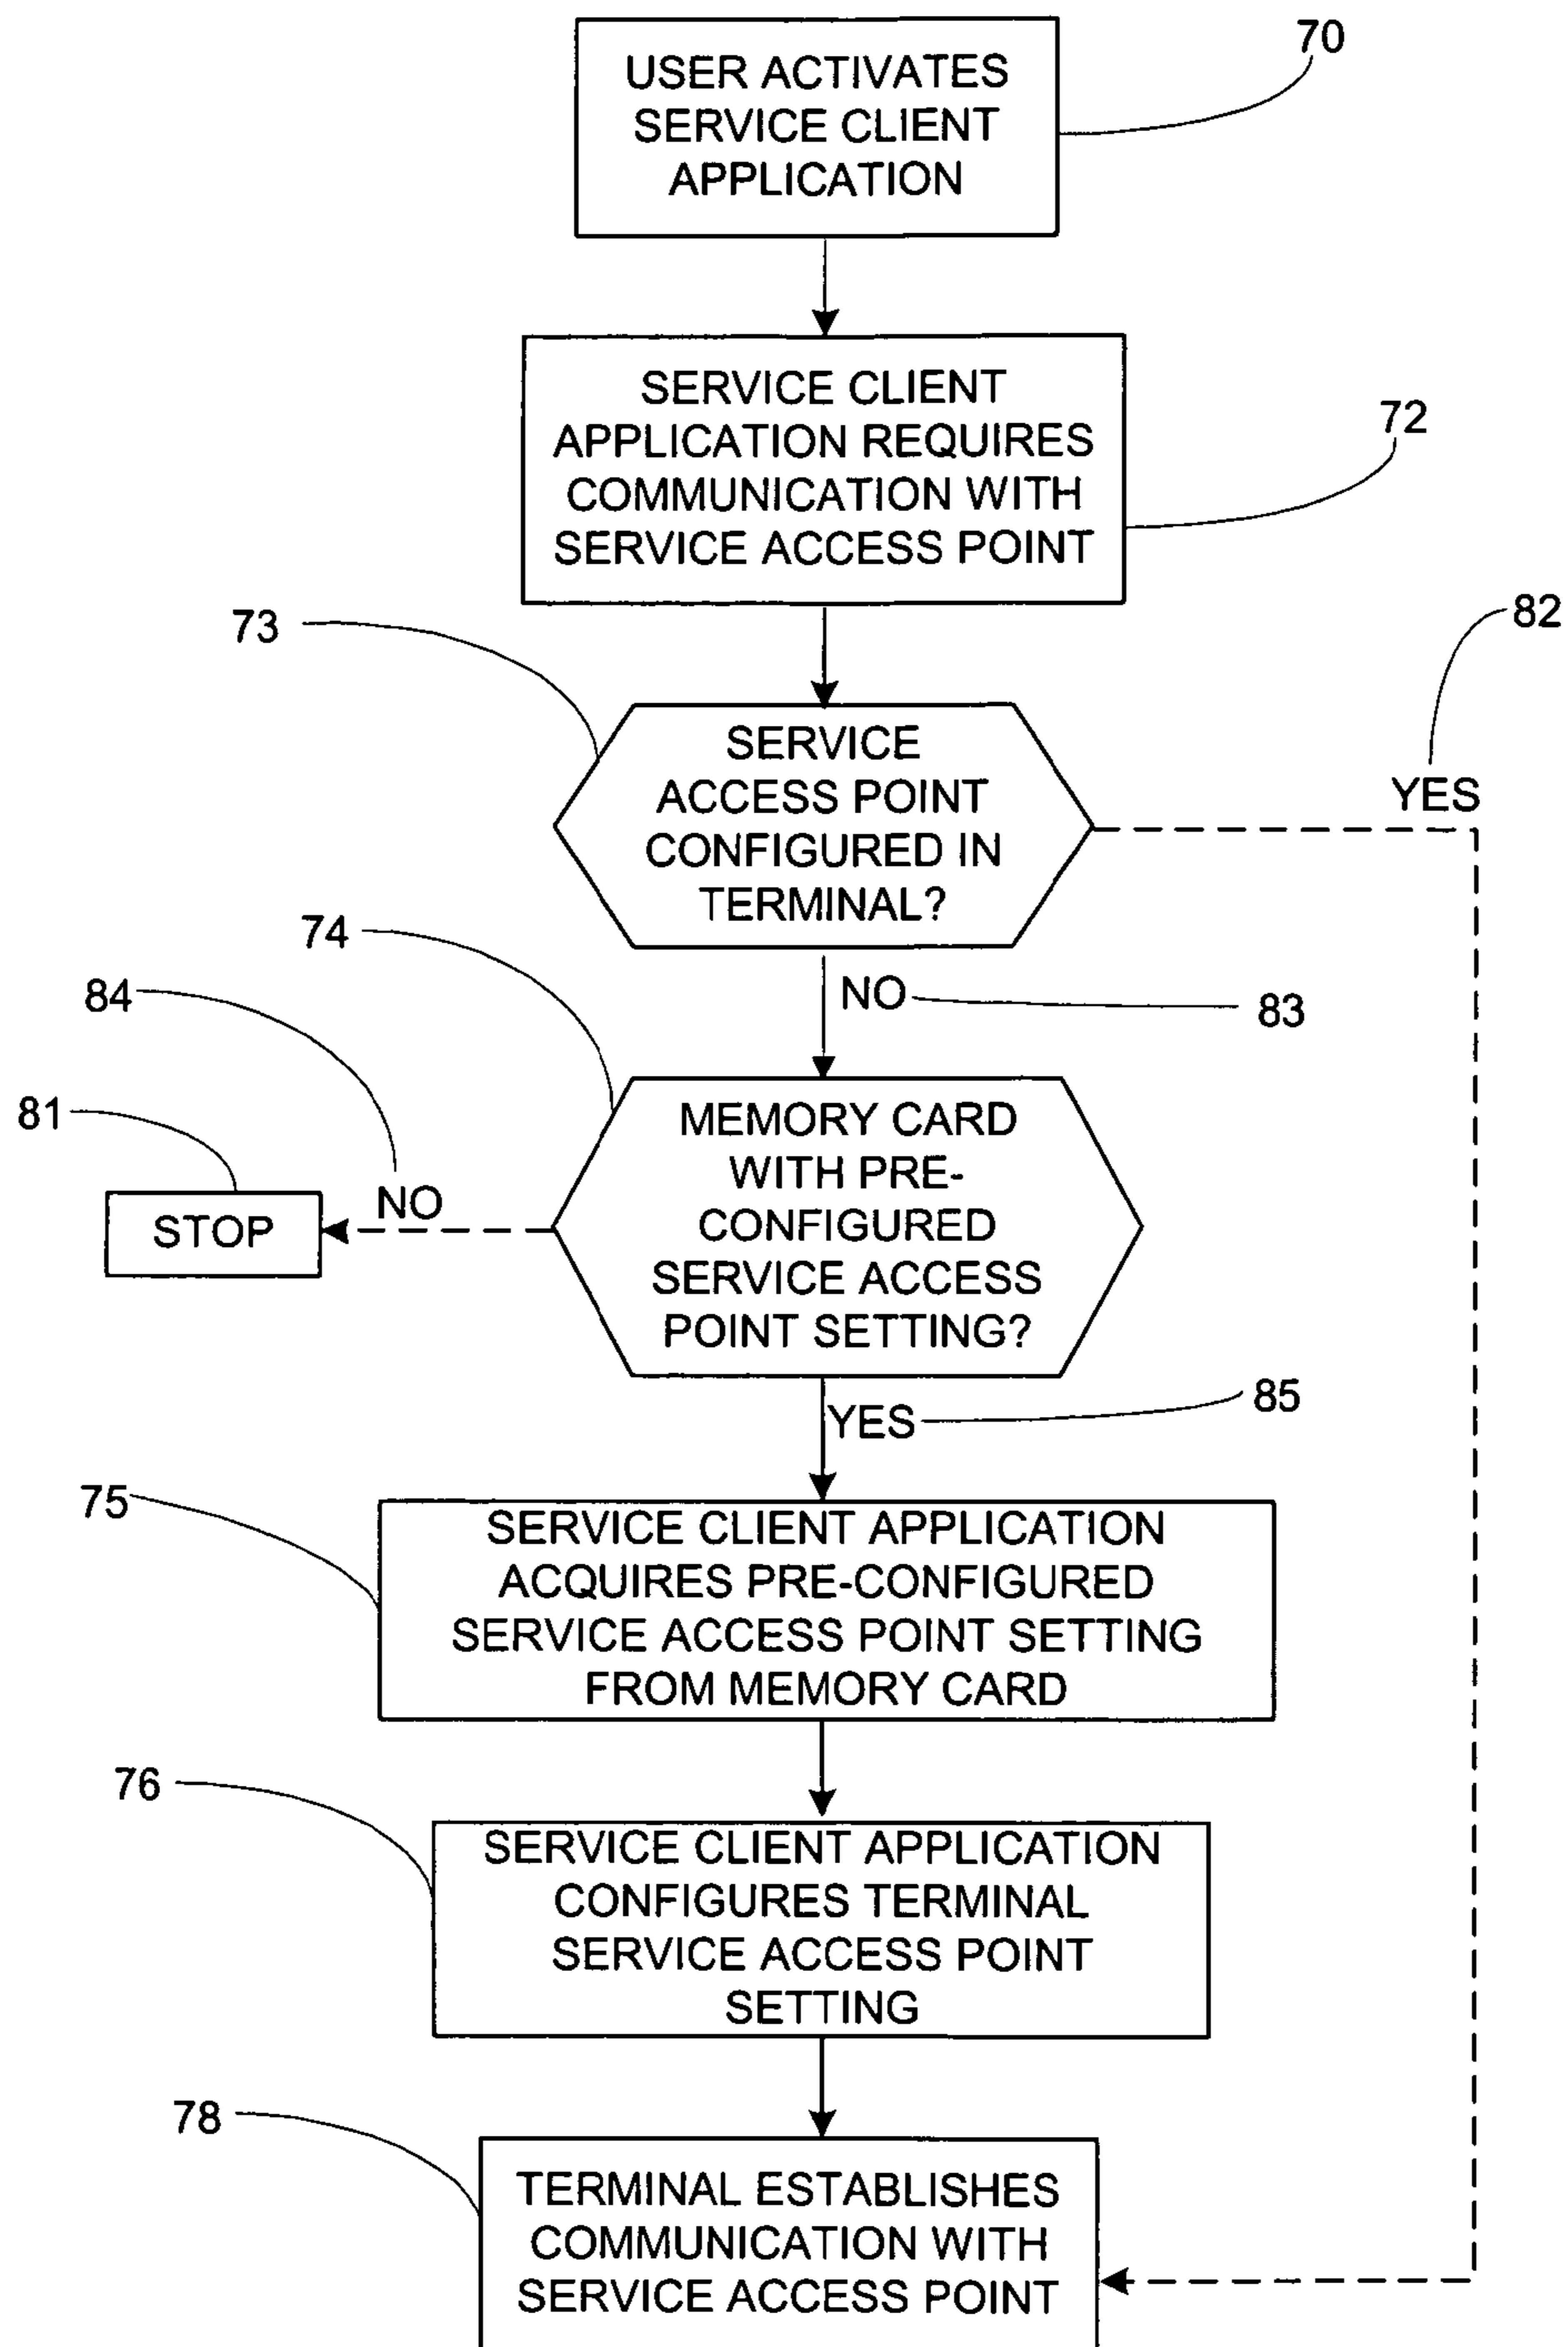 70
USER ACTIVATES
SERVICE CLIENT
APPLICATION
72
SERVICE CLIENT
APPLICATION REQUIRES
COMMUNICATION WITH
SERVICE ACCESS POINT
73
82
SERVICE
ACCESS POINT
CONFIGURED IN
TERMINAL?
YES
74
84
NO
83
81
MEMORY CARD
WITH PRE-
CONFIGURED
SERVICE ACCESS
POINT SETTING?
NO
STOP
YES
85
75
SERVICE CLIENT APPLICATION
ACQUIRES PRE-CONFIGURED
SERVICE ACCESS POINT SETTING
FROM MEMORY CARD
76
SERVICE CLIENT APPLICATION
CONFIGURES TERMINAL
SERVICE ACCESS POINT
SETTING
78
TERMINAL ESTABLISHES
COMMUNICATION WITH
SERVICE ACCESS POINT